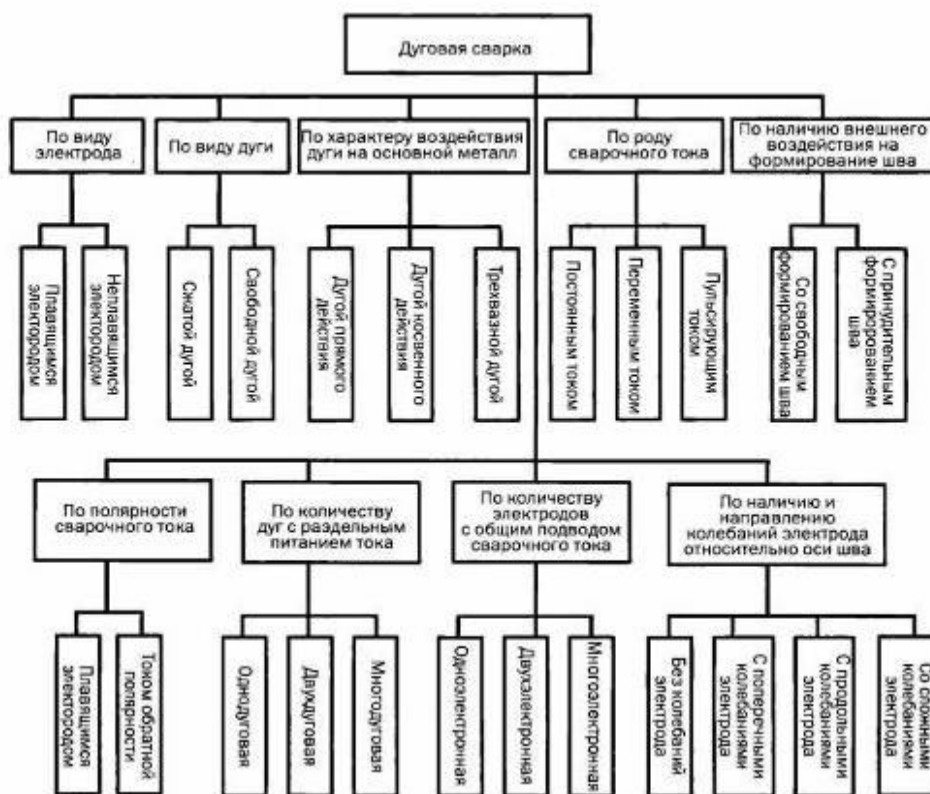 Дуговая сварка
По виду
электрода
По виду дуги
По характеру воздействия
дуги на основной металл
По роду
сварочного тока
По наличию внешнего
воздействия на
формирование шва
Плавящимся
электородом
Неплавящимся
электородом
Сжатой дугой
Свободной дугой
Дугой прямого
действия
Дугой косвенного
действия
Трехвазной дугой
Постоянным током
Переменным током
Пульсирующим
током
Со свободным
формированием шва
С принудительным
формиророванием
шва
По полярности
сварочного тока
По количеству
дуг с раздельным
питанием тока
По количеству
электродов
с общим подводом
сварочного тока
По наличию и
направлению
колебаний электрода
относительно оси шва
Плавящимся
электородом
Током обратной
полярности
Однодуговая
Двухдуговая
Многодуговая
Одноэлектронная
Двухэлектронная
Многоэлектронная
Без колебаний
электрода
С поперечными
колебаниями
электрода
С продольными
колебаниями
электрода
Со сложными
колебаниями
электрода